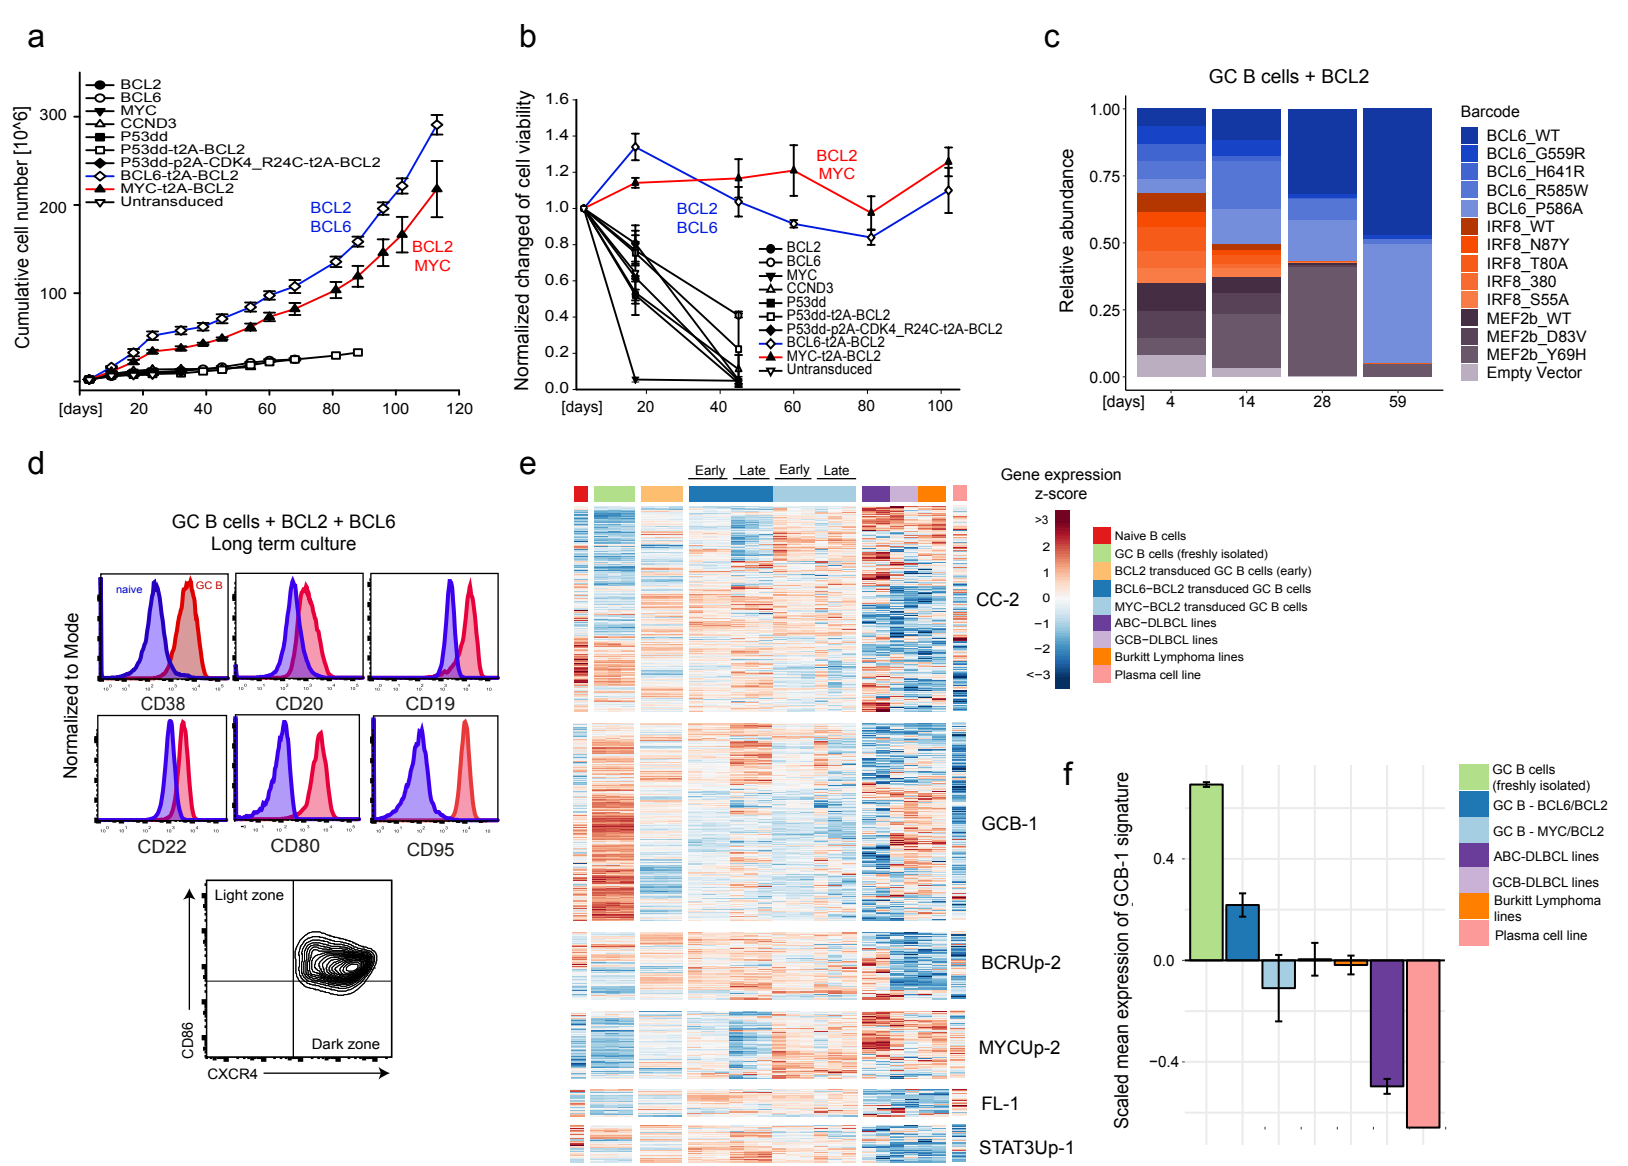 a
Cumulative cell number [10^6]
300
200
100
BCL2
BCL6
MYC
CCND3
P53dd
P53dd-t2A-BCL2
P53dd-p2A-CDK4_R24C-t2A-BCL2
BCL6-t2A-BCL2
MYC-t2A-BCL2
Untransduced
BCL2
BCL6
BCL2
MYC
[days]
20
40
60
80
100
120
b
Normalized changed of cell viability
1.6
1.4
1.2
1.0
0.8
0.6
0.4
0.2
0.0
BCL2
MYC
BCL2
BCL6
BCL2
BCL6
MYC
CCND3
P53dd
P53dd-t2A-BCL2
P53dd-p2A-CDK4_R24C-t2A-BCL2
BCL6-t2A-BCL2
MYC-t2A-BCL2
Untransduced
[days]
20
40
60
80
100
c
GC B cells + BCL2
Relative abundance
1.00
0.75
0.50
0.25
0.00
[days]
4
14
28
59
Barcode
BCL6_WT
BCL6_G559R
BCL6_H641R
BCL6_R585W
BCL6_P586A
IRF8_WT
IRF8_N87Y
IRF8_T80A
IRF8_380
IRF8_S55A
MEF2b_WT
MEF2b_D83V
MEF2b_Y69H
Empty Vector
d
GC B cells + BCL2 + BCL6
Long term culture
Normalized to Mode
naive
GC B
CD38
CD20
CD19
CD22
CD80
CD95
Light zone
Dark zone
CD86
CXCR4
e
Early
Late
Early
Late
CC-2
GCB-1
BCRUp-2
MYCUp-2
FL-1
STAT3Up-1
Gene expression
z-score
>3
2
1
0
−1
−2
<−3
Naive B cells
GC B cells (freshly isolated)
BCL2 transduced GC B cells (early)
BCL6−BCL2 transduced GC B cells
MYC−BCL2 transduced GC B cells
ABC−DLBCL lines
GCB−DLBCL lines
Burkitt Lymphoma lines
Plasma cell line
f
Scaled mean expression of GCB-1 signature
0.4
0.0
−0.4
GC B cells
(freshly isolated)
GC B - BCL6/BCL2
GC B - MYC/BCL2
ABC-DLBCL lines
GCB-DLBCL lines
Burkitt Lymphoma
lines
Plasma cell line